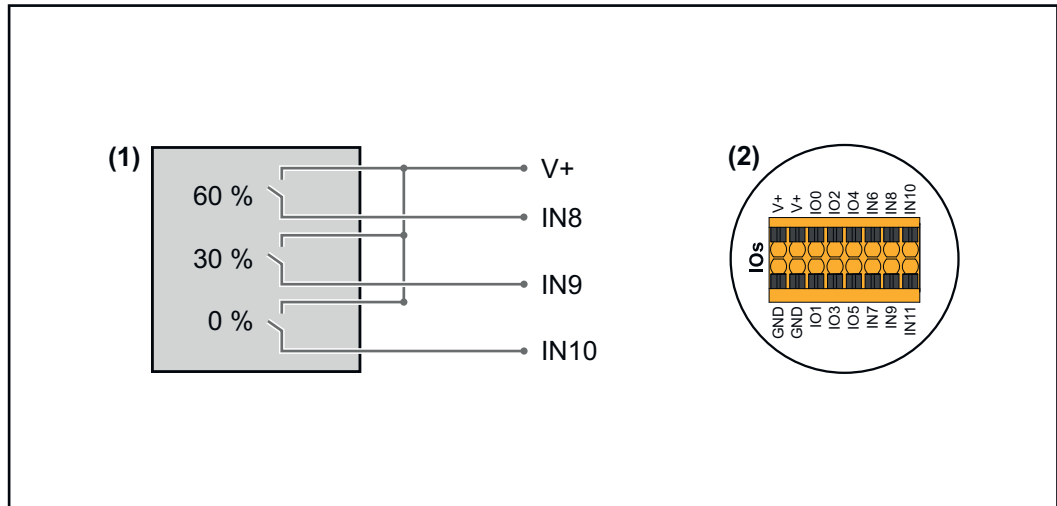 (1)
60 %
30 %
0 %
V+
IN8
IN9
IN10
(2)
IOs
V+ V+ IO0 IO2 IO4 IN6 IN8 IN10
GND GND IO1 IO3 IO5 IN7 IN9 IN11